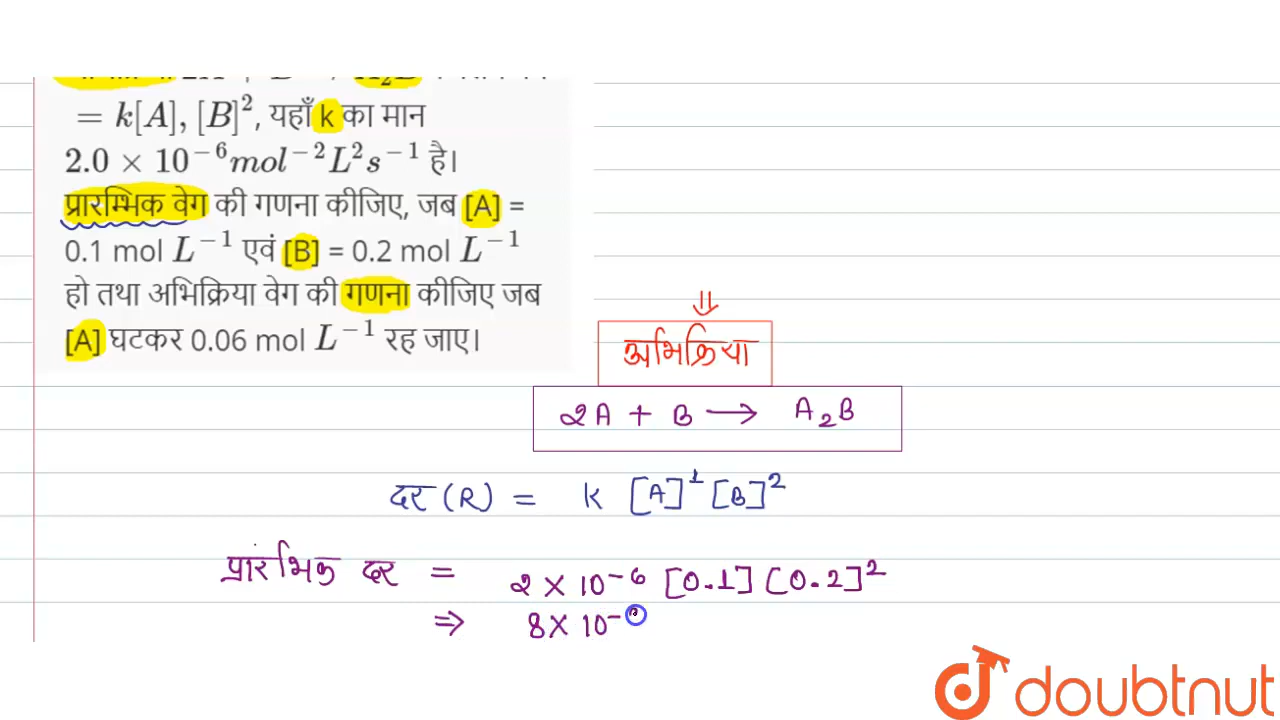 = k[A], [B]², यहाँ k का मान
2.0 × 10⁻⁶ mol⁻²L²s⁻¹ है।
प्रारम्भिक वेग की गणना कीजिए, जब [A] =
0.1 mol L⁻¹ एवं [B] = 0.2 mol L⁻¹
हो तथा अभिक्रिया वेग की गणना कीजिए जब
[A] घटकर 0.06 mol L⁻¹ रह जाए।
अभिक्रिया
2A + B → A₂B
दर (R) = k [A]¹ [B]²
प्रारंभिक दर = 2 × 10⁻⁶ [0.1] [0.2]²
⇒ 8 × 10⁻
doubtnut